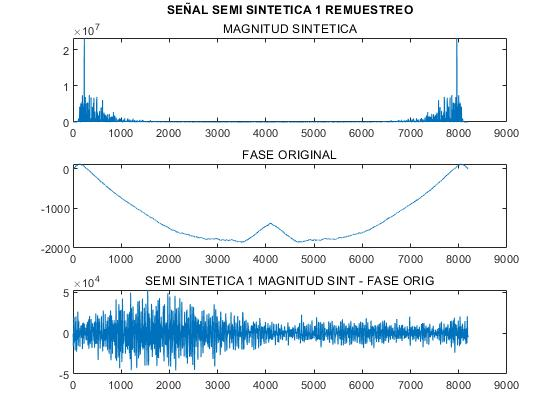 SEÑAL SEMI SINTETICA 1 REMUESTREO
MAGNITUD SINTETICA
×10^7
2
1
0
0 1000 2000 3000 4000 5000 6000 7000 8000 9000
FASE ORIGINAL
0
-1000
-2000
0 1000 2000 3000 4000 5000 6000 7000 8000 9000
SEMI SINTETICA 1 MAGNITUD SINT - FASE ORIG
×10^4
5
0
-5
0 1000 2000 3000 4000 5000 6000 7000 8000 9000